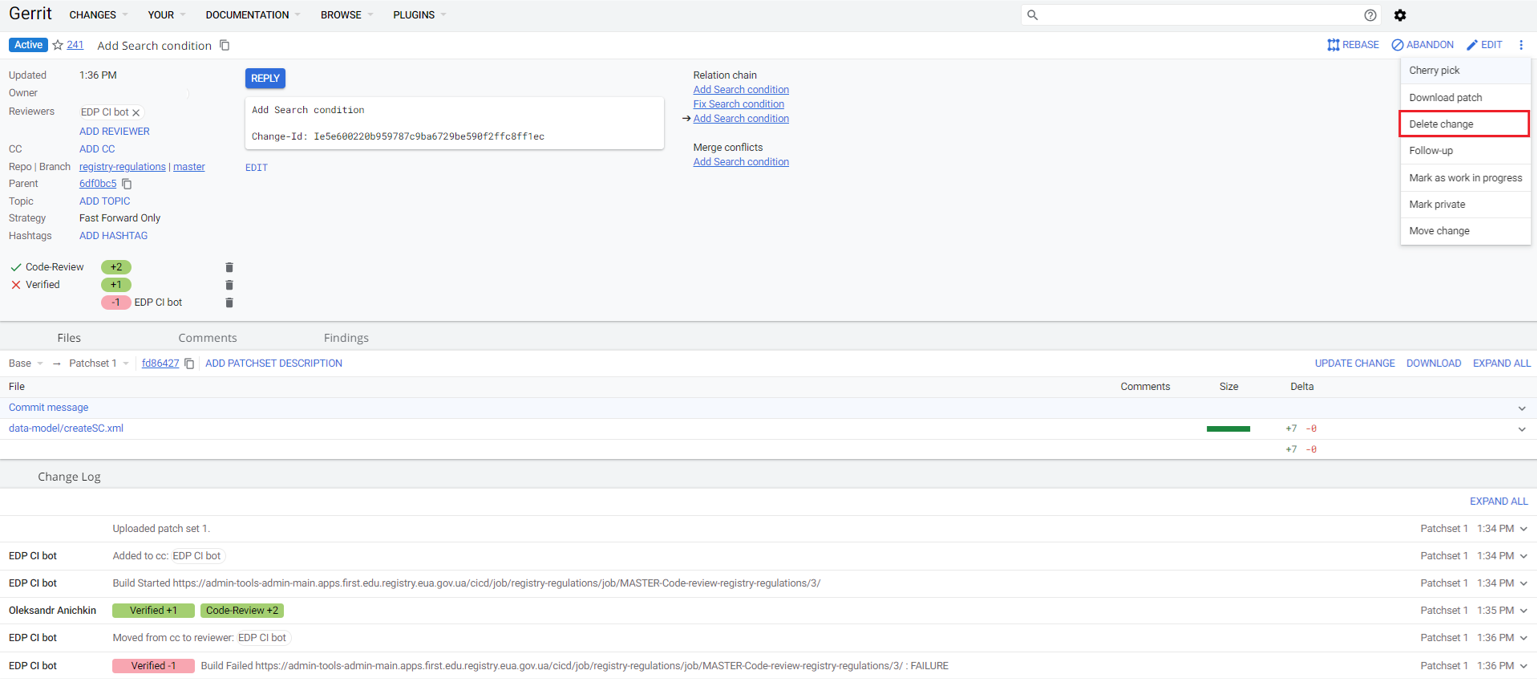 Gerrit CHANGES YOUR DOCUMENTATION BROWSE PLUGINS
Active 241 Add Search condition REBASE ABANDON EDIT
Updated 1:36 PM
Owner
Reviewers EDP CI bot
ADD REVIEWER
CC ADD CC
Repo | Branch registry-regulations | master
Parent 6df0bc5
Topic ADD TOPIC
Strategy Fast Forward Only
Hashtags ADD HASHTAG
Code-Review +2
Verified +1
-1 EDP CI bot
REPLY
Add Search condition
Change-Id: Ie5e600220b959787c9ba6729be590f2ffc8ff1ec
EDIT
Relation chain
Add Search condition
Fix Search condition
→ Add Search condition
Merge conflicts
Add Search condition
Cherry pick
Download patch
Delete change
Follow-up
Mark as work in progress
Mark private
Move change
Files Comments Findings
Base → Patchset 1 fd86427 ADD PATCHSET DESCRIPTION UPDATE CHANGE DOWNLOAD EXPAND ALL
File Comments Size Delta
Commit message
data-model/createSC.xml +7 -0
+7 -0
Change Log
EXPAND ALL
Uploaded patch set 1. Patchset 1 1:34 PM
EDP CI bot Added to cc: EDP CI bot Patchset 1 1:34 PM
EDP CI bot Build Started https://admin-tools-admin-main.apps.first.edu.registry.eua.gov.ua/cicd/job/registry-regulations/job/MASTER-Code-review-registry-regulations/3/ Patchset 1 1:34 PM
Oleksandr Anichkin Verified +1 Code-Review +2 Patchset 1 1:35 PM
EDP CI bot Moved from cc to reviewer: EDP CI bot Patchset 1 1:36 PM
EDP CI bot Verified -1 Build Failed https://admin-tools-admin-main.apps.first.edu.registry.eua.gov.ua/cicd/job/registry-regulations/job/MASTER-Code-review-registry-regulations/3/ : FAILURE Patchset 1 1:36 PM